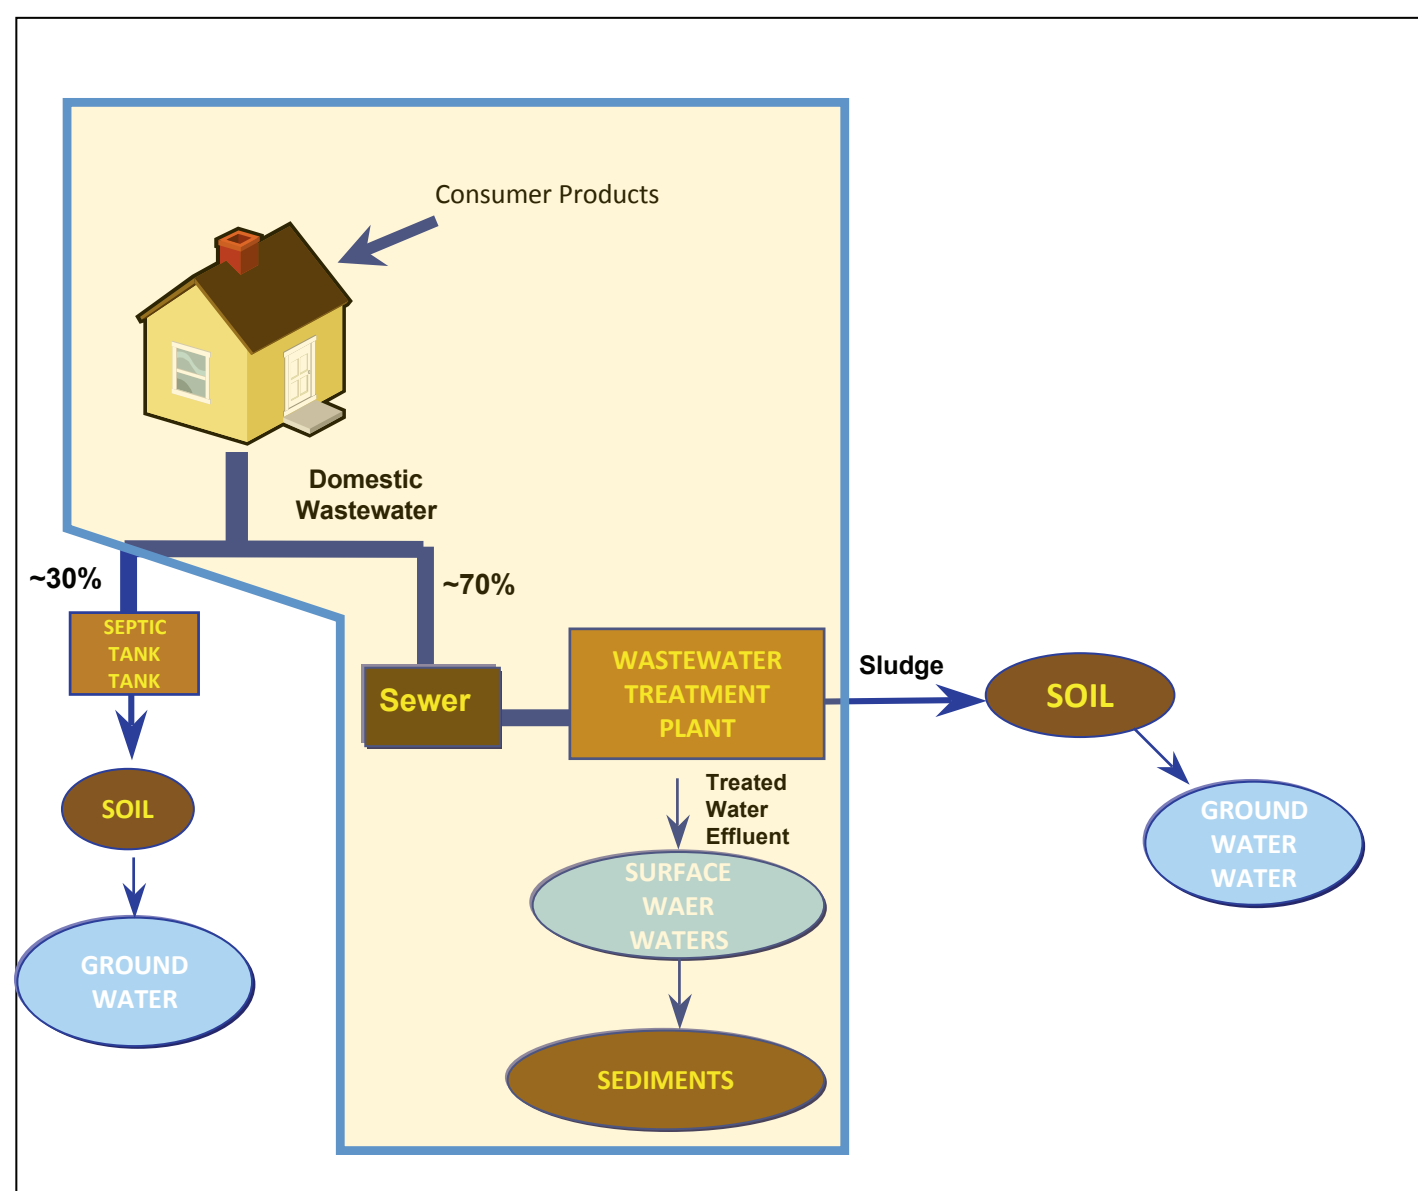 Consumer Products
Domestic
Wastewater
~30%
~70%
SEPTIC
TANK
TANK
Sewer
WASTEWATER
TREATMENT
PLANT
Sludge
SOIL
Treated
Water
Effluent
SOIL
GROUND
WATER
WATER
SURFACE
WAER
WATERS
GROUND
WATER
SEDIMENTS